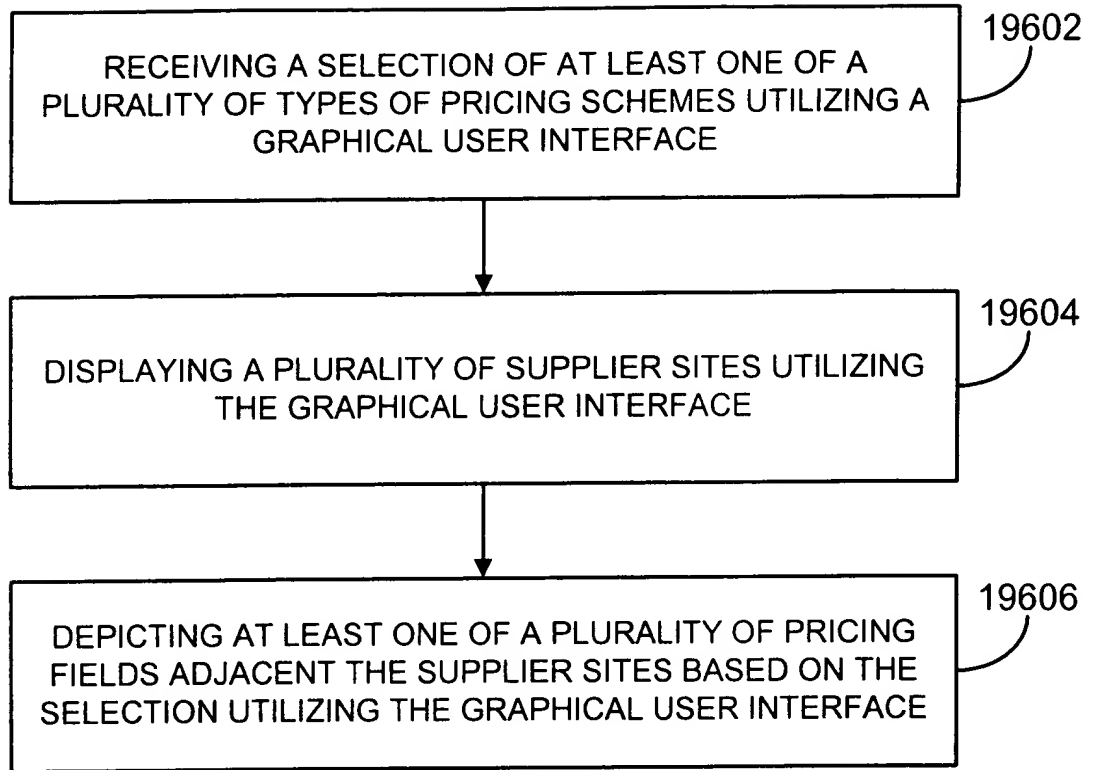 19602
RECEIVING A SELECTION OF AT LEAST ONE OF A
PLURALITY OF TYPES OF PRICING SCHEMES UTILIZING A
GRAPHICAL USER INTERFACE
19604
DISPLAYING A PLURALITY OF SUPPLIER SITES UTILIZING
THE GRAPHICAL USER INTERFACE
19606
DEPICTING AT LEAST ONE OF A PLURALITY OF PRICING
FIELDS ADJACENT THE SUPPLIER SITES BASED ON THE
SELECTION UTILIZING THE GRAPHICAL USER INTERFACE